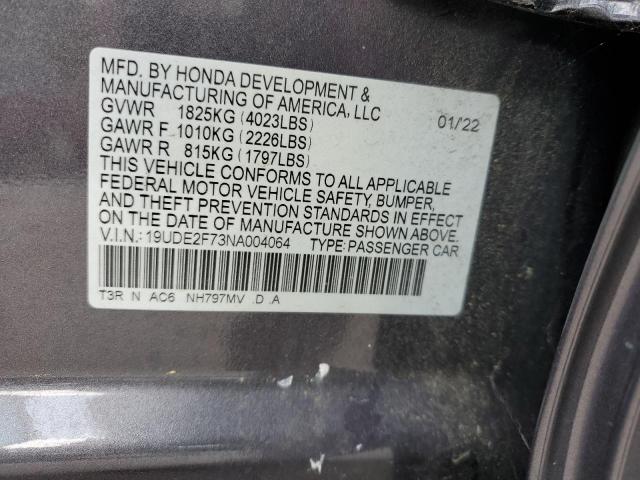 MFD. BY HONDA DEVELOPMENT &
MANUFACTURING OF AMERICA, LLC
GVWR 1825KG (4023LBS) 01/22
GAWR F 1010KG (2226LBS)
GAWR R 815KG (1797LBS)
THIS VEHICLE CONFORMS TO ALL APPLICABLE
FEDERAL MOTOR VEHICLE SAFETY, BUMPER,
AND THEFT PREVENTION STANDARDS IN EFFECT
ON THE DATE OF MANUFACTURE SHOWN ABOVE.
V.I.N.: 19UDE2F73NA004064 TYPE: PASSENGER CAR
T3R N AC6 NH797MV .D .A